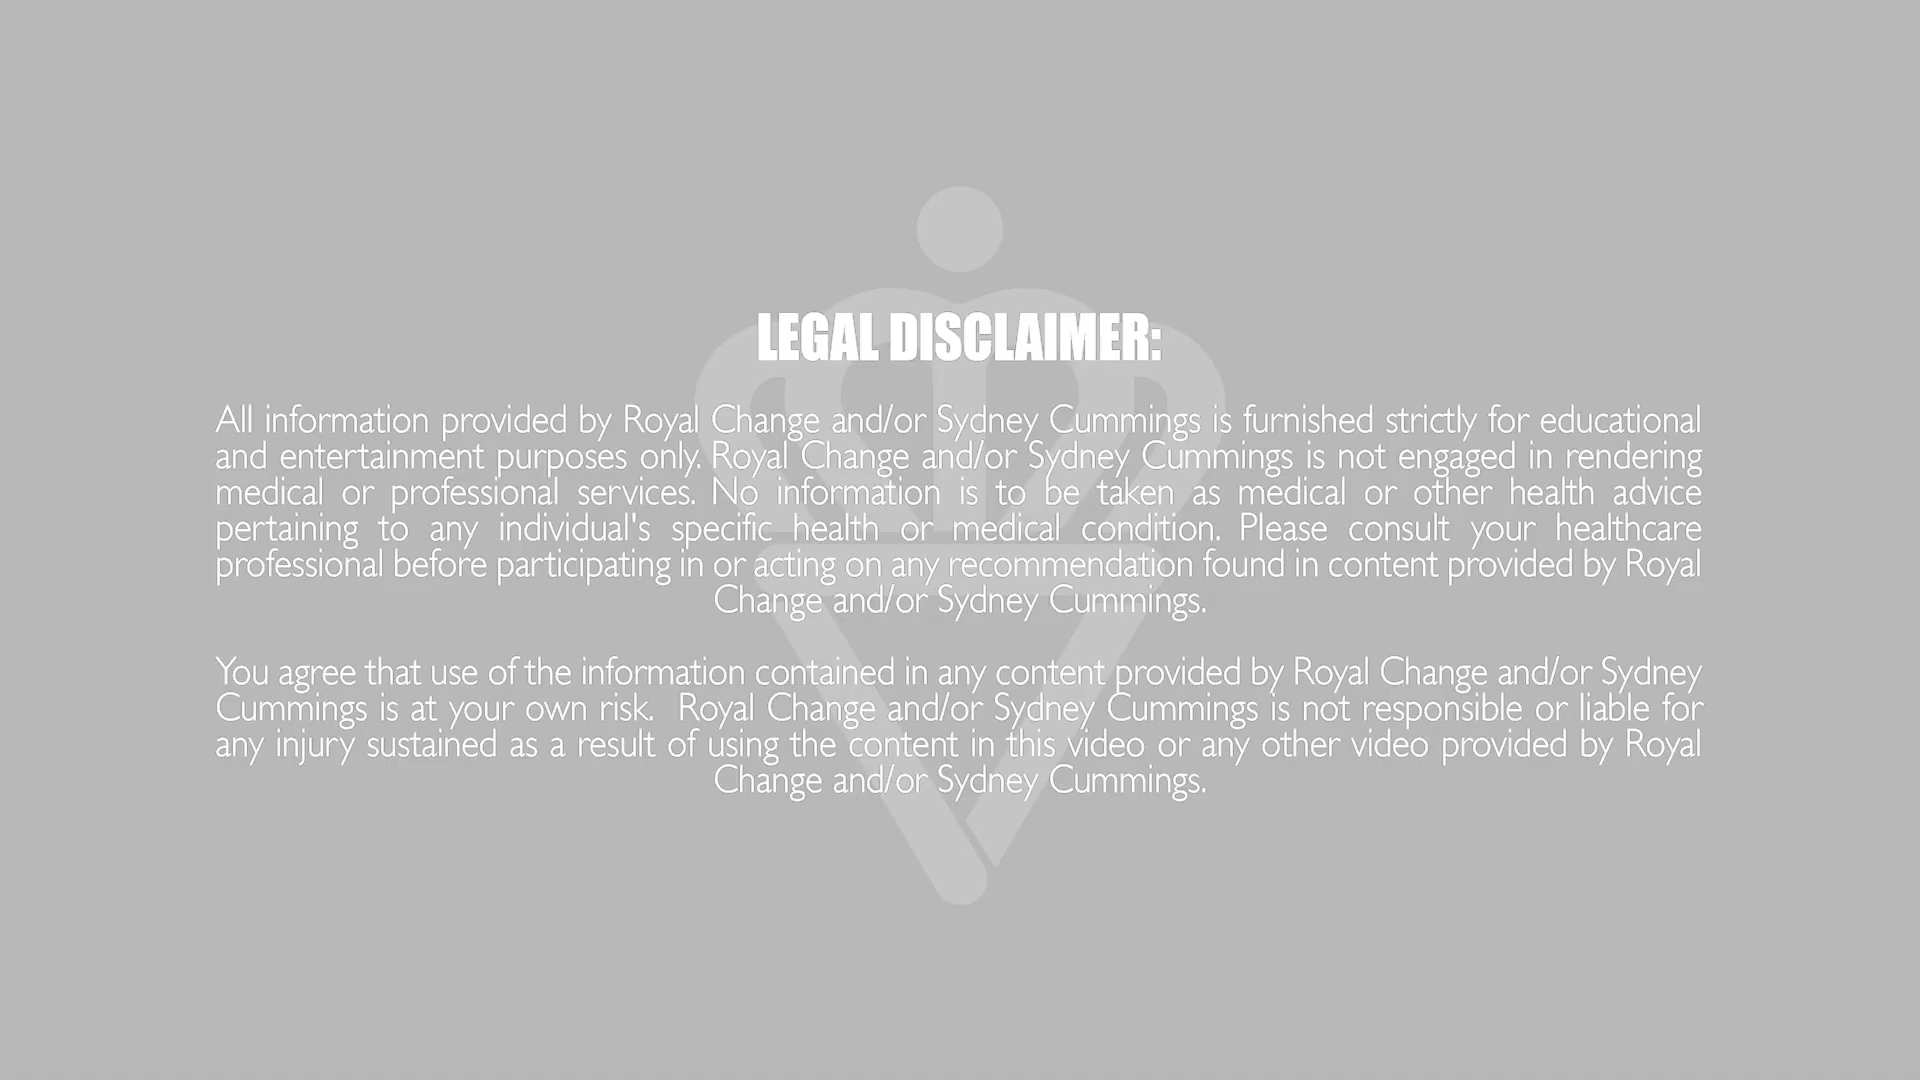 LEGAL DISCLAIMER:
All information provided by Royal Change and/or Sydney Cummings is furnished strictly for educational
and entertainment purposes only. Royal Change and/or Sydney Cummings is not engaged in rendering
medical or professional services. No information is to be taken as medical or other health advice
pertaining to any individual's specific health or medical condition. Please consult your healthcare
professional before participating in or acting on any recommendation found in content provided by Royal
Change and/or Sydney Cummings.
You agree that use of the information contained in any content provided by Royal Change and/or Sydney
Cummings is at your own risk.  Royal Change and/or Sydney Cummings is not responsible or liable for
any injury sustained as a result of using the content in this video or any other video provided by Royal
Change and/or Sydney Cummings.